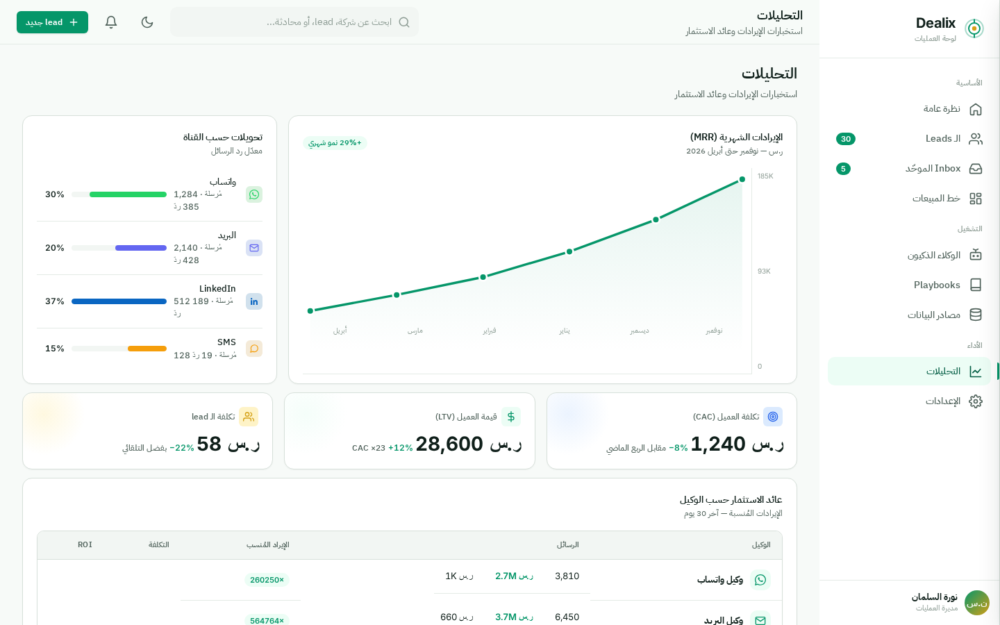 Dealix
لوحة العمليات
الأساسية
نظرة عامة
الـ Leads
30
Inbox الموحّد
5
خط المبيعات
التشغيل
الوكلاء الذكيون
Playbooks
مصادر البيانات
الأداء
التحليلات
الإعدادات
نورة السلمان
مديرة العمليات
ن.س
التحليلات
استخبارات الإيرادات وعائد الاستثمار
ابحث عن شركة، lead، أو محادثة...
lead جديد
التحليلات
استخبارات الإيرادات وعائد الاستثمار
الإيرادات الشهرية (MRR)
ر.س — نوفمبر حتى أبريل 2026
+29% نمو شهري
185K
93K
0
نوفمبر
ديسمبر
يناير
فبراير
مارس
أبريل
تحويلات حسب القناة
معدّل رد الرسائل
واتساب
1,284 مُرسلة ·
385 ردّ
30%
البريد
2,140 مُرسلة ·
428 ردّ
20%
LinkedIn
512 مُرسلة · 189
ردّ
37%
SMS
128 مُرسلة · 19 ردّ
15%
تكلفة العميل (CAC)
ر.س 1,240
−8% مقابل الربع الماضي
قيمة العميل (LTV)
ر.س 28,600
+12% CAC ×23
تكلفة الـ lead
ر.س 58
−22% بفضل التلقائي
عائد الاستثمار حسب الوكيل
الإيرادات المُنسبة — آخر 30 يوم
الوكيل
الرسائل
الإيراد المُنسب
التكلفة
ROI
وكيل واتساب
3,810
ر.س 2.7M
ر.س 1K
260250×
وكيل البريد
6,450
ر.س 3.7M
ر.س 660
564764×